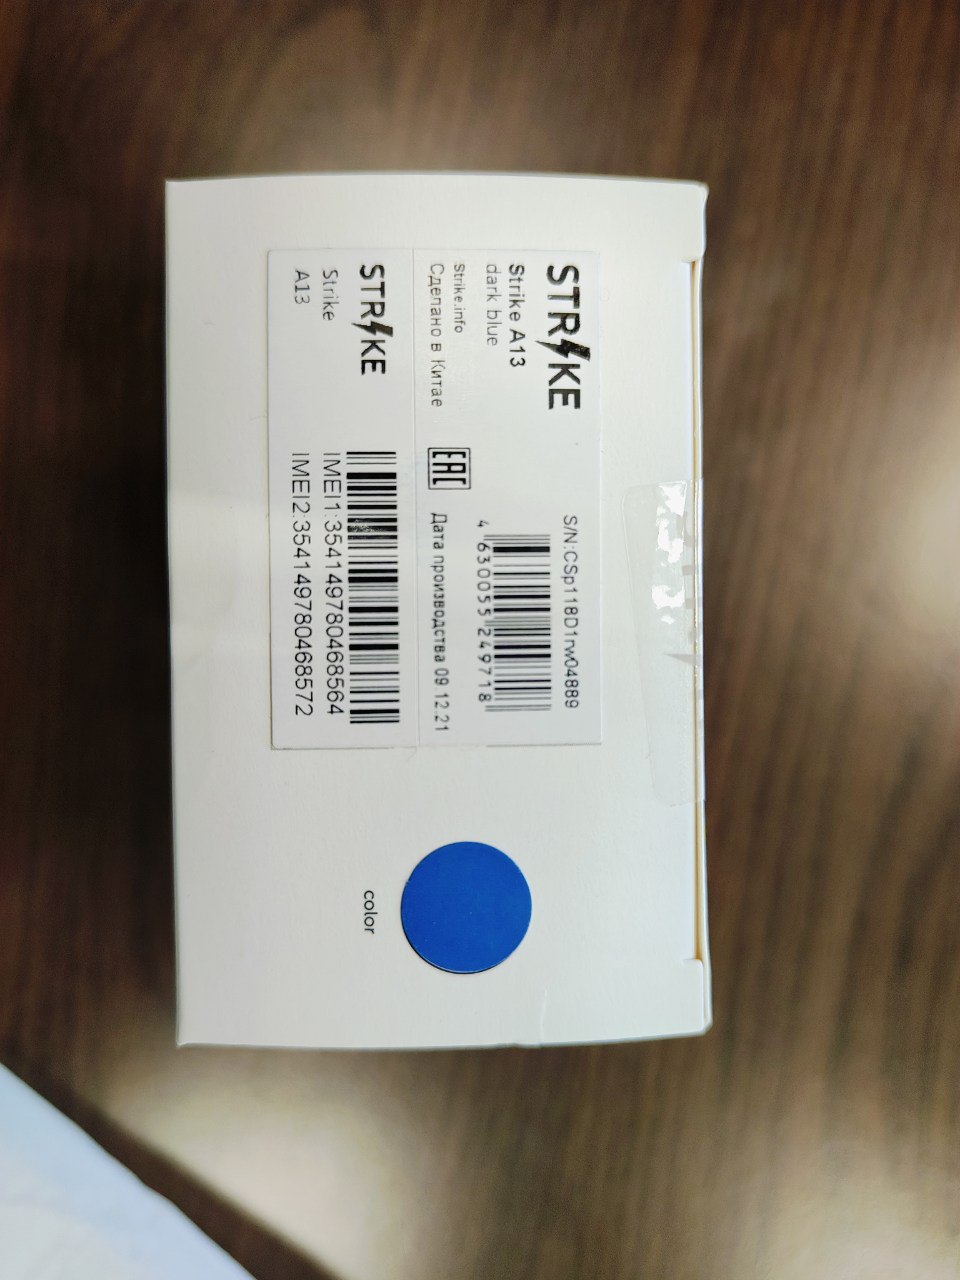 STRIKE
Strike A13
dark blue
S/N:CSp118D1rw04889
4 630055 249718
Strike.info
Сделано в Китае
EAC
Дата производства 09.12.21
STRIKE
Strike
A13
IMEI1:354149780468564
IMEI2:354149780468572
color